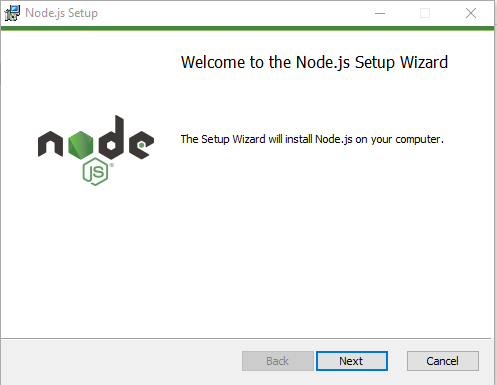 Node.js Setup
Welcome to the Node.js Setup Wizard
The Setup Wizard will install Node.js on your computer.
node
JS®
Back
Next
Cancel